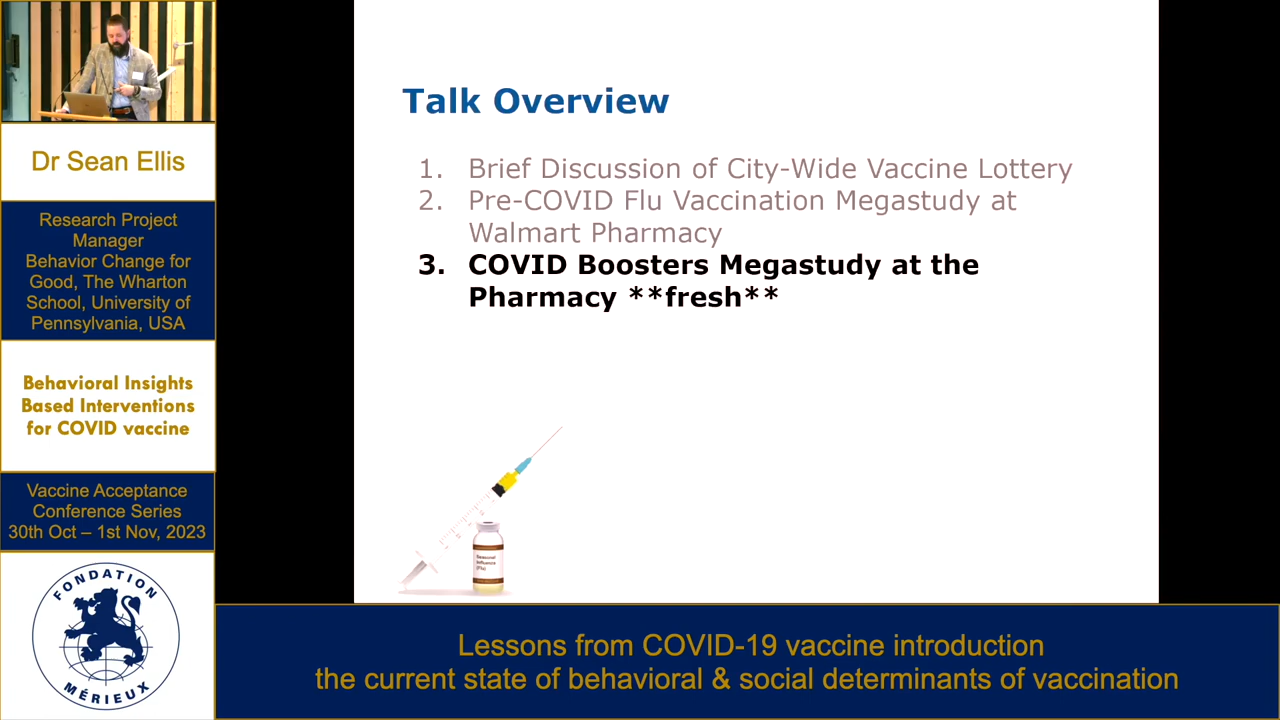 Dr Sean Ellis
Research Project
Manager
Behavior Change for
Good, The Wharton
School, University of
Pennsylvania, USA
Behavioral Insights
Based Interventions
for COVID vaccine
Vaccine Acceptance
Conference Series
30th Oct – 1st Nov, 2023
FONDATION
MÉRIEUX
Talk Overview
1. Brief Discussion of City-Wide Vaccine Lottery
2. Pre-COVID Flu Vaccination Megastudy at
Walmart Pharmacy
3. COVID Boosters Megastudy at the
Pharmacy **fresh**
Seasonal
Influenza
(Flu)
Lessons from COVID-19 vaccine introduction
the current state of behavioral & social determinants of vaccination